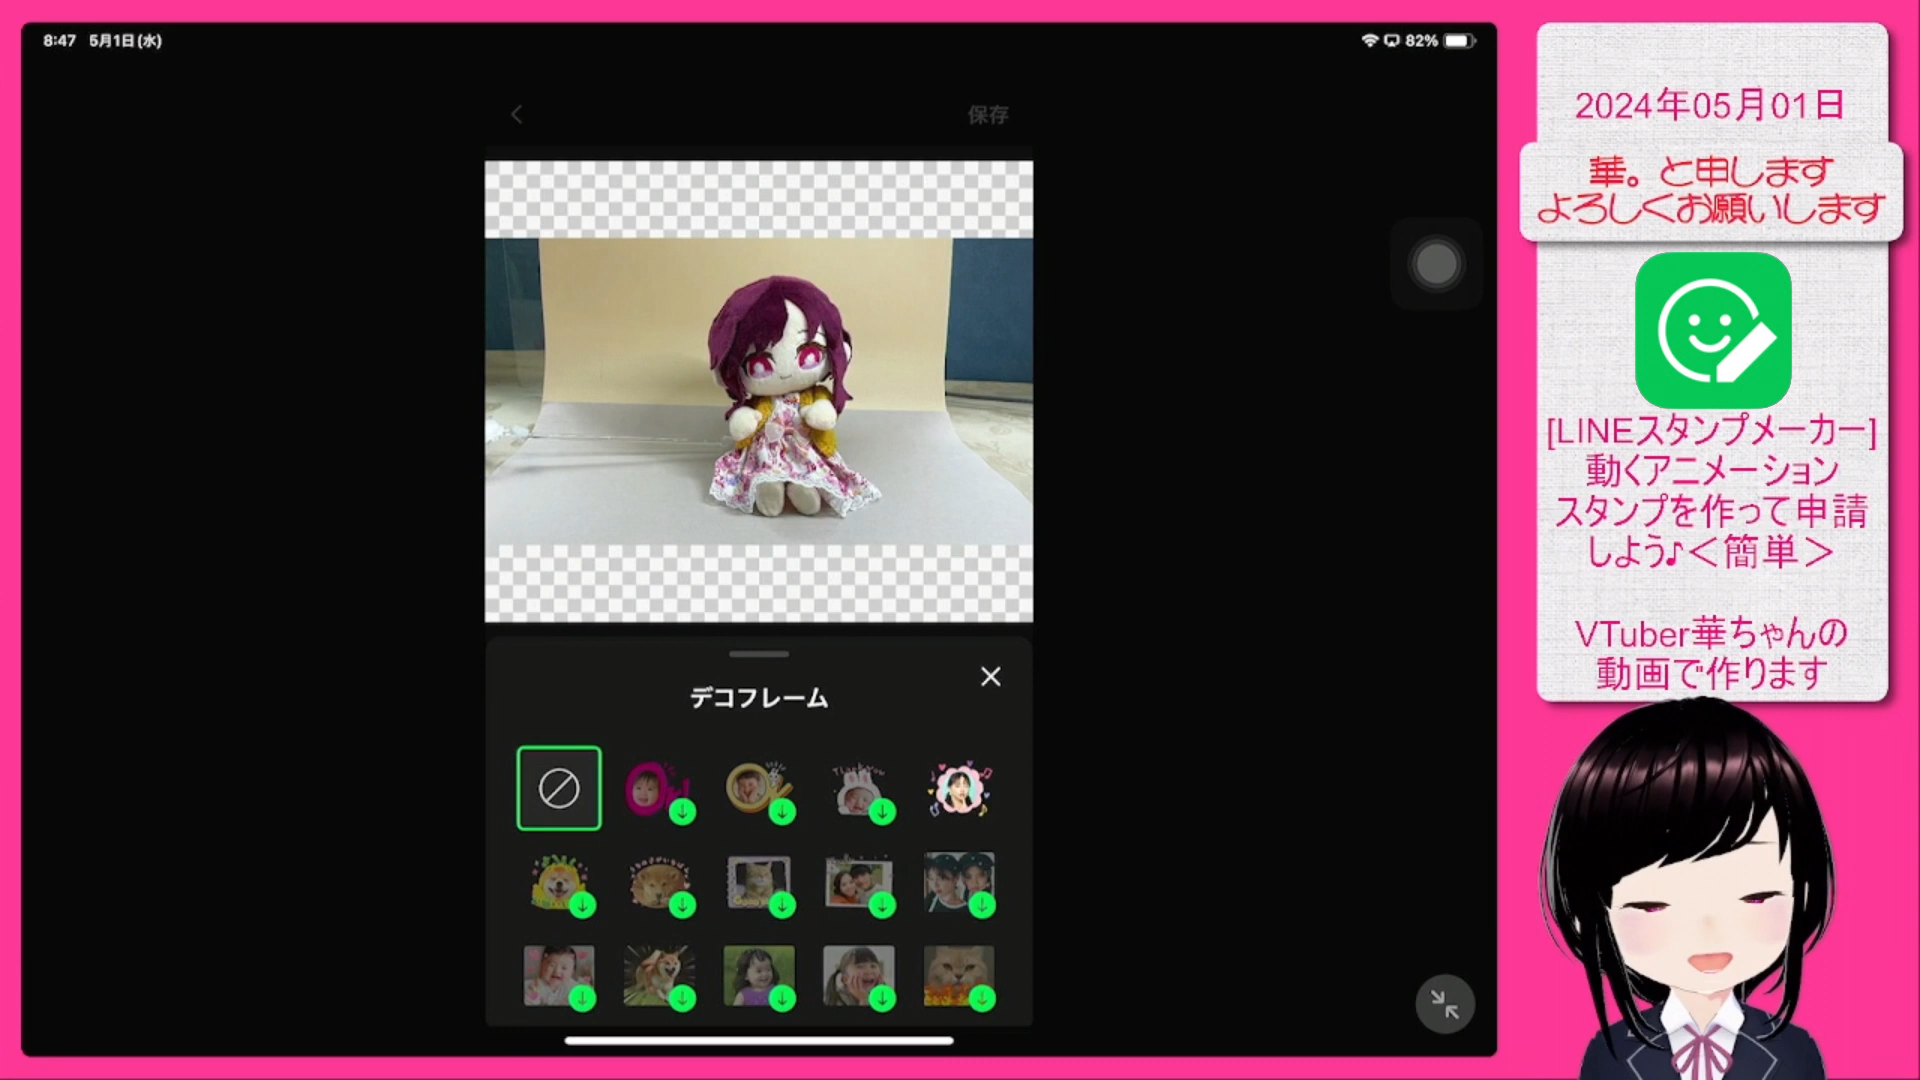 8:47 5月1日(水)
82%
保存
デコフレーム
2024年05月01日
華。と申します
よろしくお願いします
[LINEスタンプメーカー]
動くアニメーション
スタンプを作って申請
しよう♪＜簡単＞
VTuber華ちゃんの
動画で作ります